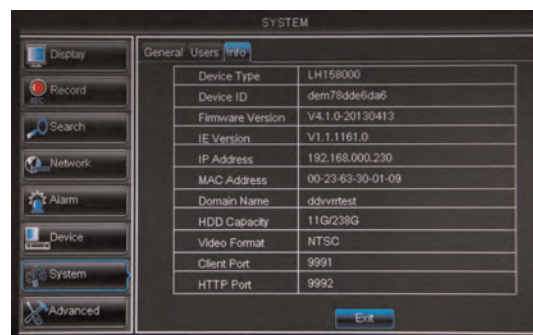 SYSTEM
Display
Record
REC
Search
Network
Alarm
Device
System
Advanced
General Users Info
Device Type LH158000
Device ID dem78dde6da6
Firmware Version V4.1.0-20130413
IE Version V1.1.1161.0
IP Address 192.168.000.230
MAC Address 00-23-63-30-01-09
Domain Name ddvvrrtest
HDD Capacity 11G/238G
Video Format NTSC
Client Port 9991
HTTP Port 9992
Exit